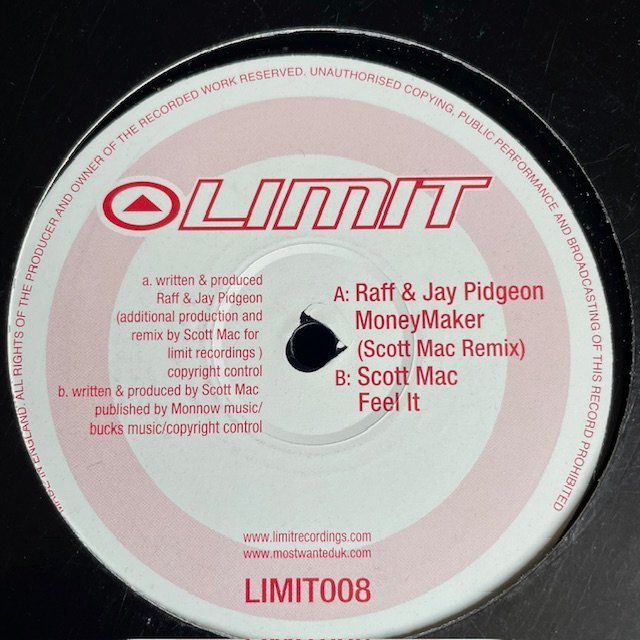 MADE IN ENGLAND. ALL RIGHTS OF THE PRODUCER AND OWNER OF THE RECORDED WORK RESERVED. UNAUTHORISED COPYING, PUBLIC PERFORMANCE AND BROADCASTING OF THIS RECORD PROHIBITED
LIMIT
a. written & produced
Raff & Jay Pidgeon
(additional production and
remix by Scott Mac for
limit recordings )
copyright control
b. written & produced by Scott Mac
published by Monnow music/
bucks music/copyright control
A: Raff & Jay Pidgeon
MoneyMaker
(Scott Mac Remix)
B: Scott Mac
Feel It
www.limitrecordings.com
www.mostwanteduk.com
LIMIT008